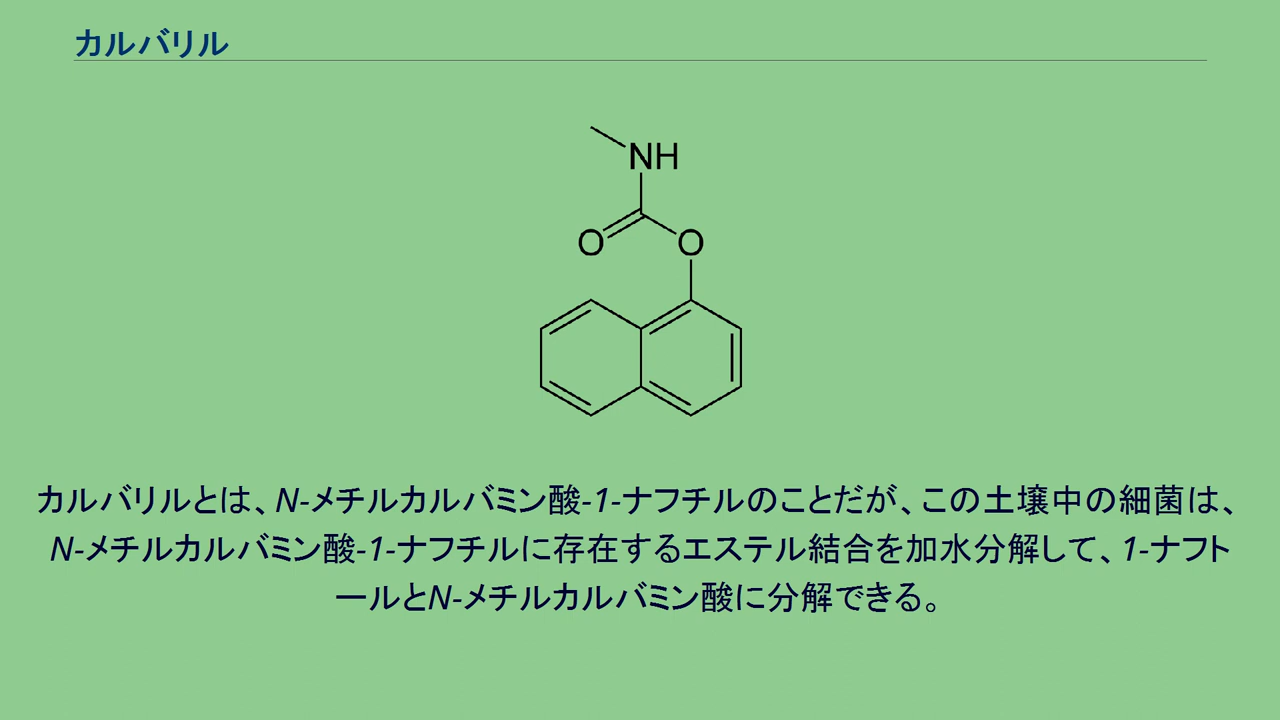 カルバリル
NH
O
O
カルバリルとは、N-メチルカルバミン酸-1-ナフチルのことだが、この土壌中の細菌は、
N-メチルカルバミン酸-1-ナフチルに存在するエステル結合を加水分解して、1-ナフト
ールとN-メチルカルバミン酸に分解できる。